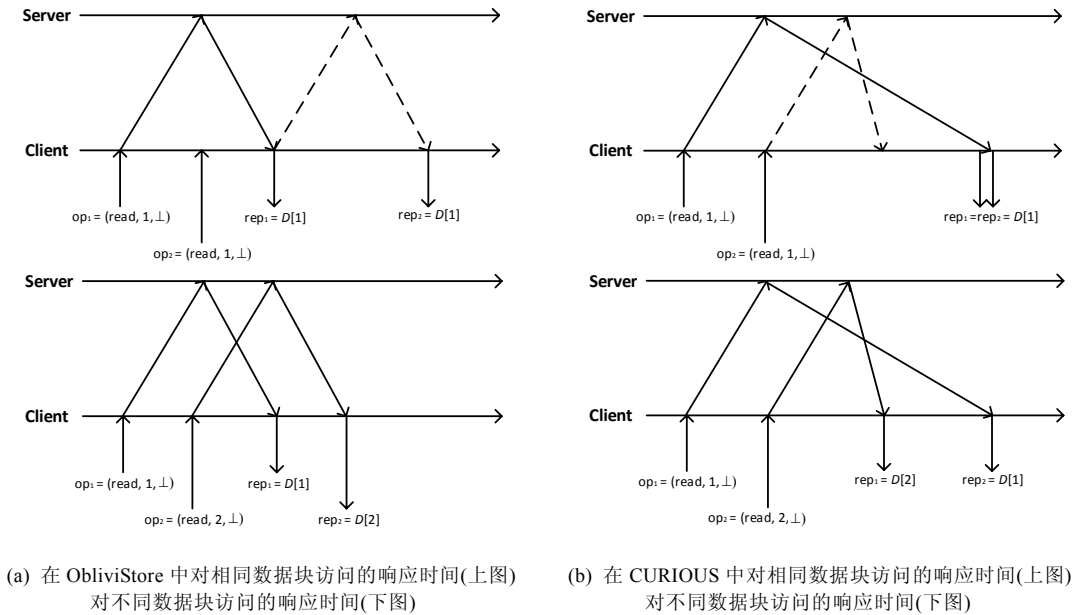 Server
Client
op₁ = (read, 1,⊥)
rep₁ = D[1]
rep₂ = D[1]
op₂ = (read, 1,⊥)
Server
Client
op₁ = (read, 1,⊥)
rep₁ = D[1]
op₂ = (read, 2,⊥)
rep₂ = D[2]
(a) 在 ObliviStore 中对相同数据块访问的响应时间(上图)
对不同数据块访问的响应时间(下图)
Server
Client
op₁ = (read, 1,⊥)
rep₁ =rep₂ = D[1]
op₂ = (read, 1,⊥)
Server
Client
op₁ = (read, 1,⊥)
rep₁ = D[2]
rep₂ = D[1]
op₂ = (read, 2,⊥)
(b) 在 CURIOUS 中对相同数据块访问的响应时间(上图)
对不同数据块访问的响应时间(下图)